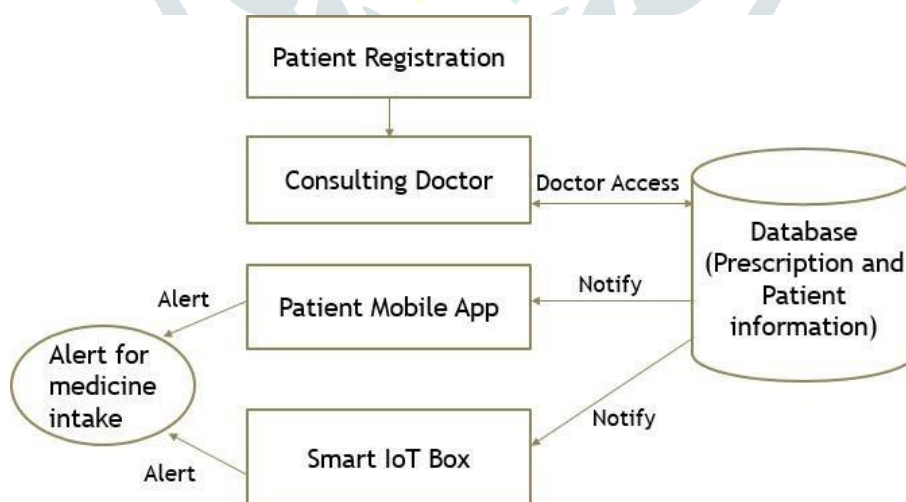 Patient Registration
Consulting Doctor
Doctor Access
Database
(Prescription and
Patient
information)
Notify
Patient Mobile App
Alert
Alert for
medicine
intake
Notify
Smart IoT Box
Alert